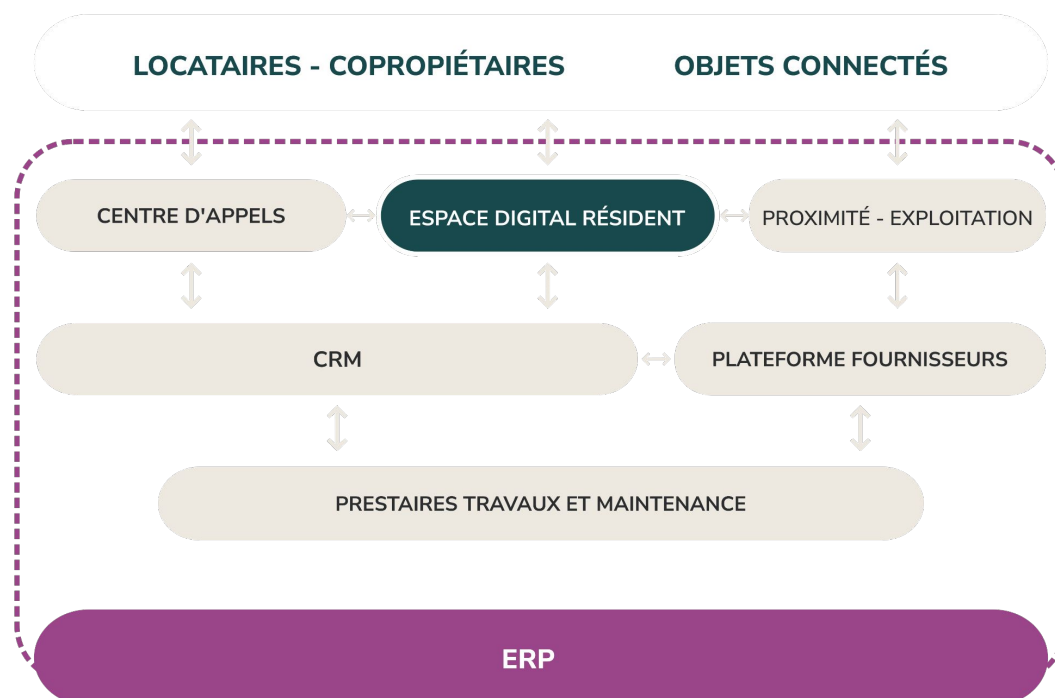 LOCATAIRES - COPROPIÉTAIRES
OBJETS CONNECTÉS
CENTRE D'APPELS
ESPACE DIGITAL RÉSIDENT
PROXIMITÉ - EXPLOITATION
CRM
PLATEFORME FOURNISSEURS
PRESTAIRES TRAVAUX ET MAINTENANCE
ERP